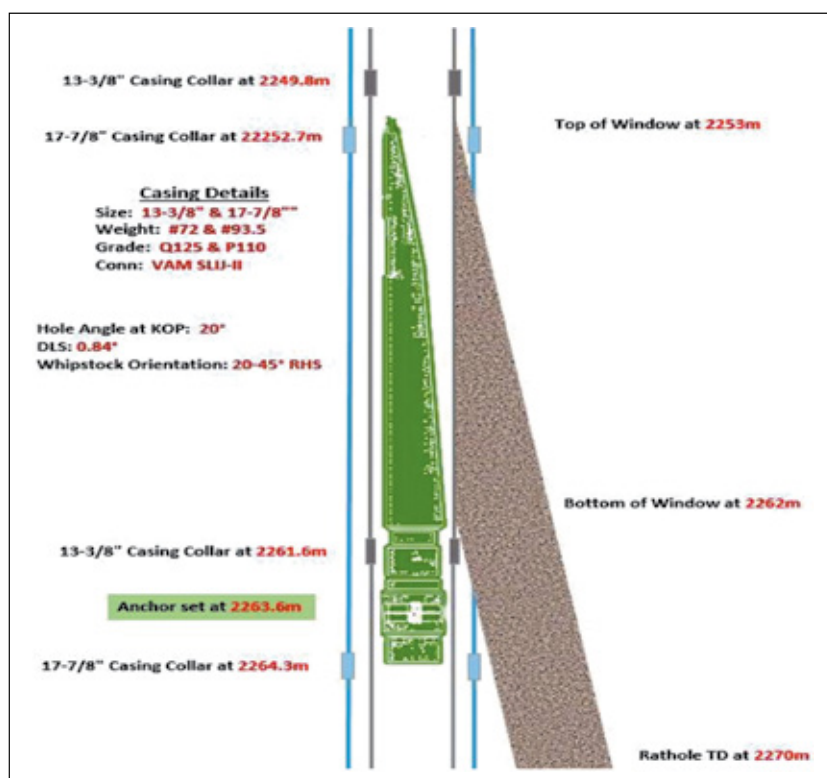 13-3/8" Casing Collar at 2249.8m
17-7/8" Casing Collar at 22252.7m
Top of Window at 2253m
Casing Details
Size: 13-3/8" & 17-7/8""
Weight: #72 & #93.5
Grade: Q125 & P110
Conn: VAM SLIJ-II
Hole Angle at KOP: 20°
DLS: 0.84°
Whipstock Orientation: 20-45° RHS
Bottom of Window at 2262m
13-3/8" Casing Collar at 2261.6m
Anchor set at 2263.6m
17-7/8" Casing Collar at 2264.3m
Rathole TD at 2270m